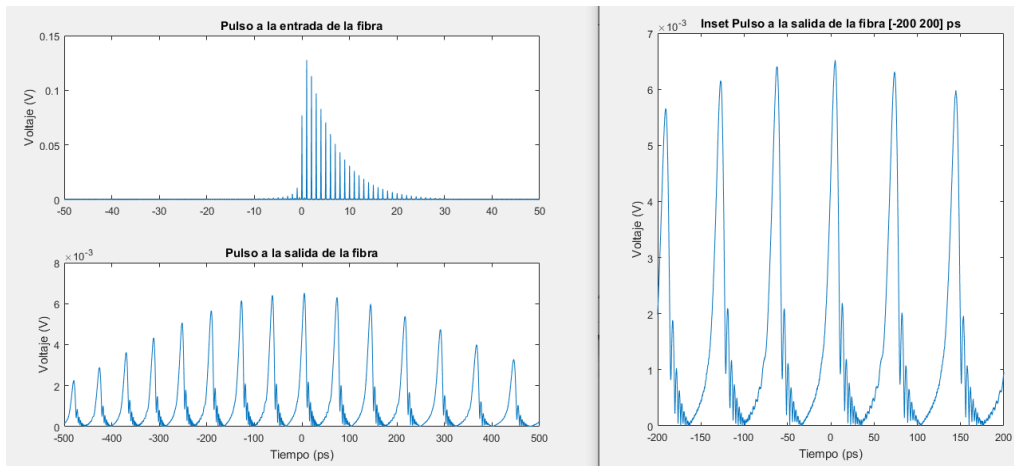 Pulso a la entrada de la fibra
0.15
0.1
0.05
0
Voltaje (V)
-50 -40 -30 -20 -10 0 10 20 30 40 50
Pulso a la salida de la fibra
×10⁻³
8
6
4
2
0
Voltaje (V)
-500 -400 -300 -200 -100 0 100 200 300 400 500
Tiempo (ps)
Inset Pulso a la salida de la fibra [-200 200] ps
×10⁻³
7
6
5
4
3
2
1
0
Voltaje (V)
-200 -150 -100 -50 0 50 100 150 200
Tiempo (ps)